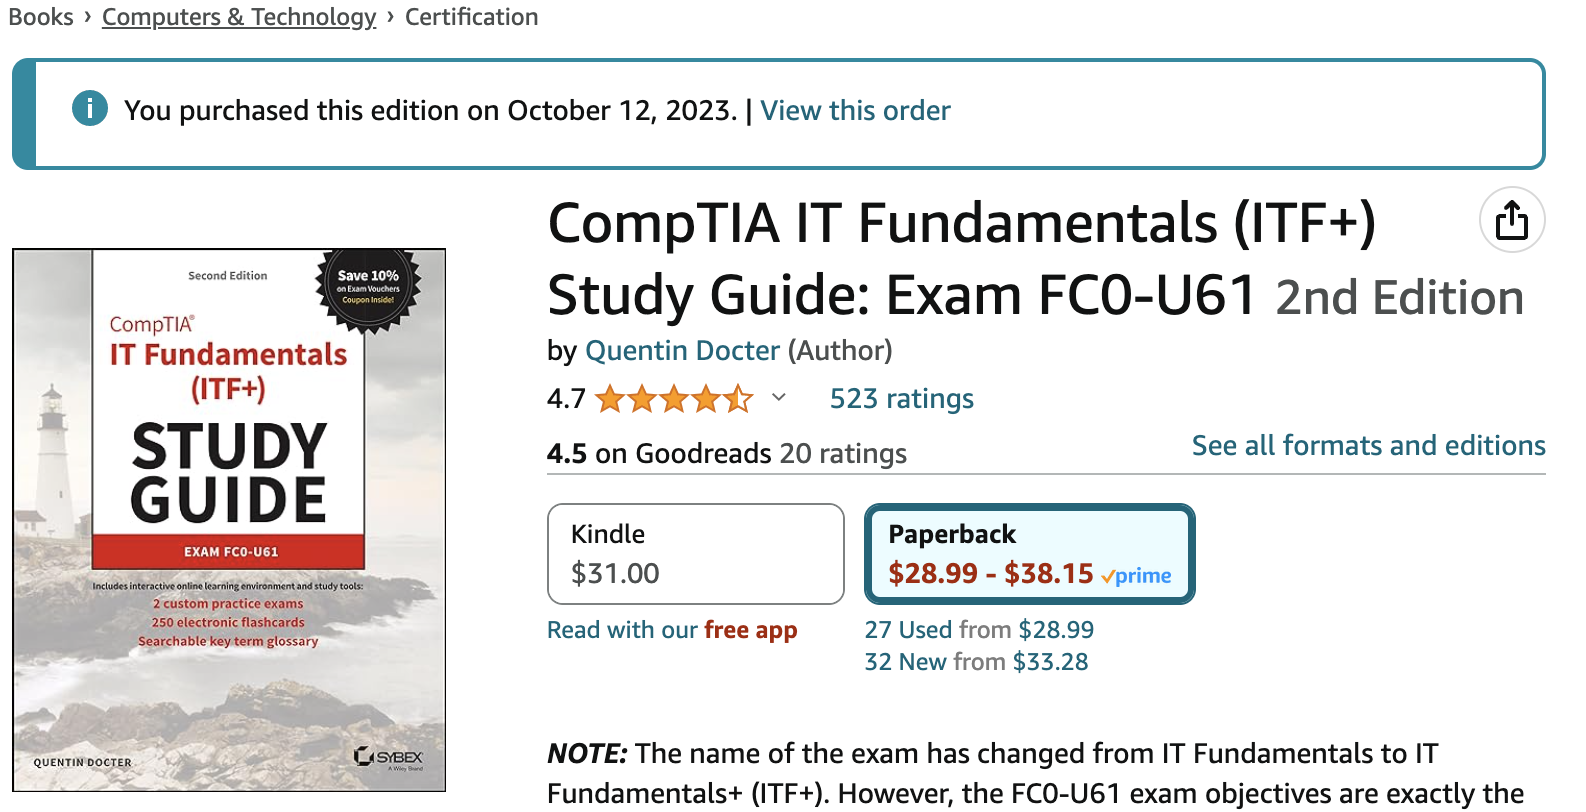 Books › Computers & Technology › Certification
i You purchased this edition on October 12, 2023. | View this order
Second Edition
Save 10%
on Exam Vouchers
Coupon Inside!
CompTIA®
IT Fundamentals
(ITF+)
STUDY
GUIDE
EXAM FC0-U61
Includes interactive online learning environment and study tools:
2 custom practice exams
250 electronic flashcards
Searchable key term glossary
QUENTIN DOCTER
SYBEX
A Wiley Brand
CompTIA IT Fundamentals (ITF+)
Study Guide: Exam FC0-U61 2nd Edition
by Quentin Docter (Author)
4.7 523 ratings
4.5 on Goodreads 20 ratings
See all formats and editions
Kindle
$31.00
Read with our free app
Paperback
$28.99 - $38.15 prime
27 Used from $28.99
32 New from $33.28
NOTE: The name of the exam has changed from IT Fundamentals to IT
Fundamentals+ (ITF+). However, the FC0-U61 exam objectives are exactly the